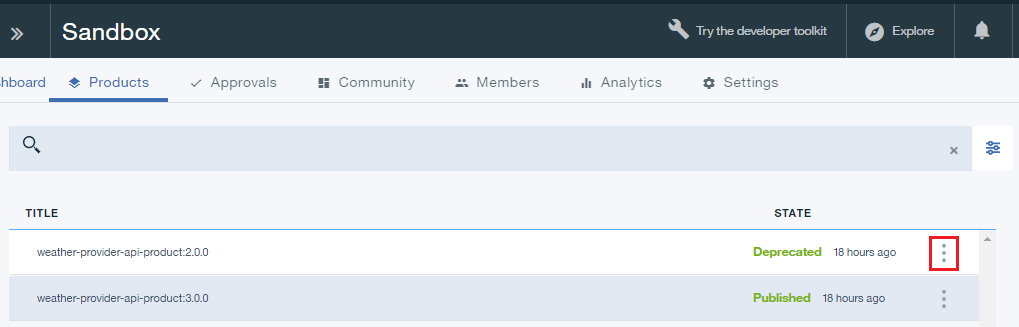 Sandbox Try the developer toolkit Explore
shboard Products Approvals Community Members Analytics Settings
TITLE STATE
weather-provider-api-product:2.0.0 Deprecated 18 hours ago
weather-provider-api-product:3.0.0 Published 18 hours ago